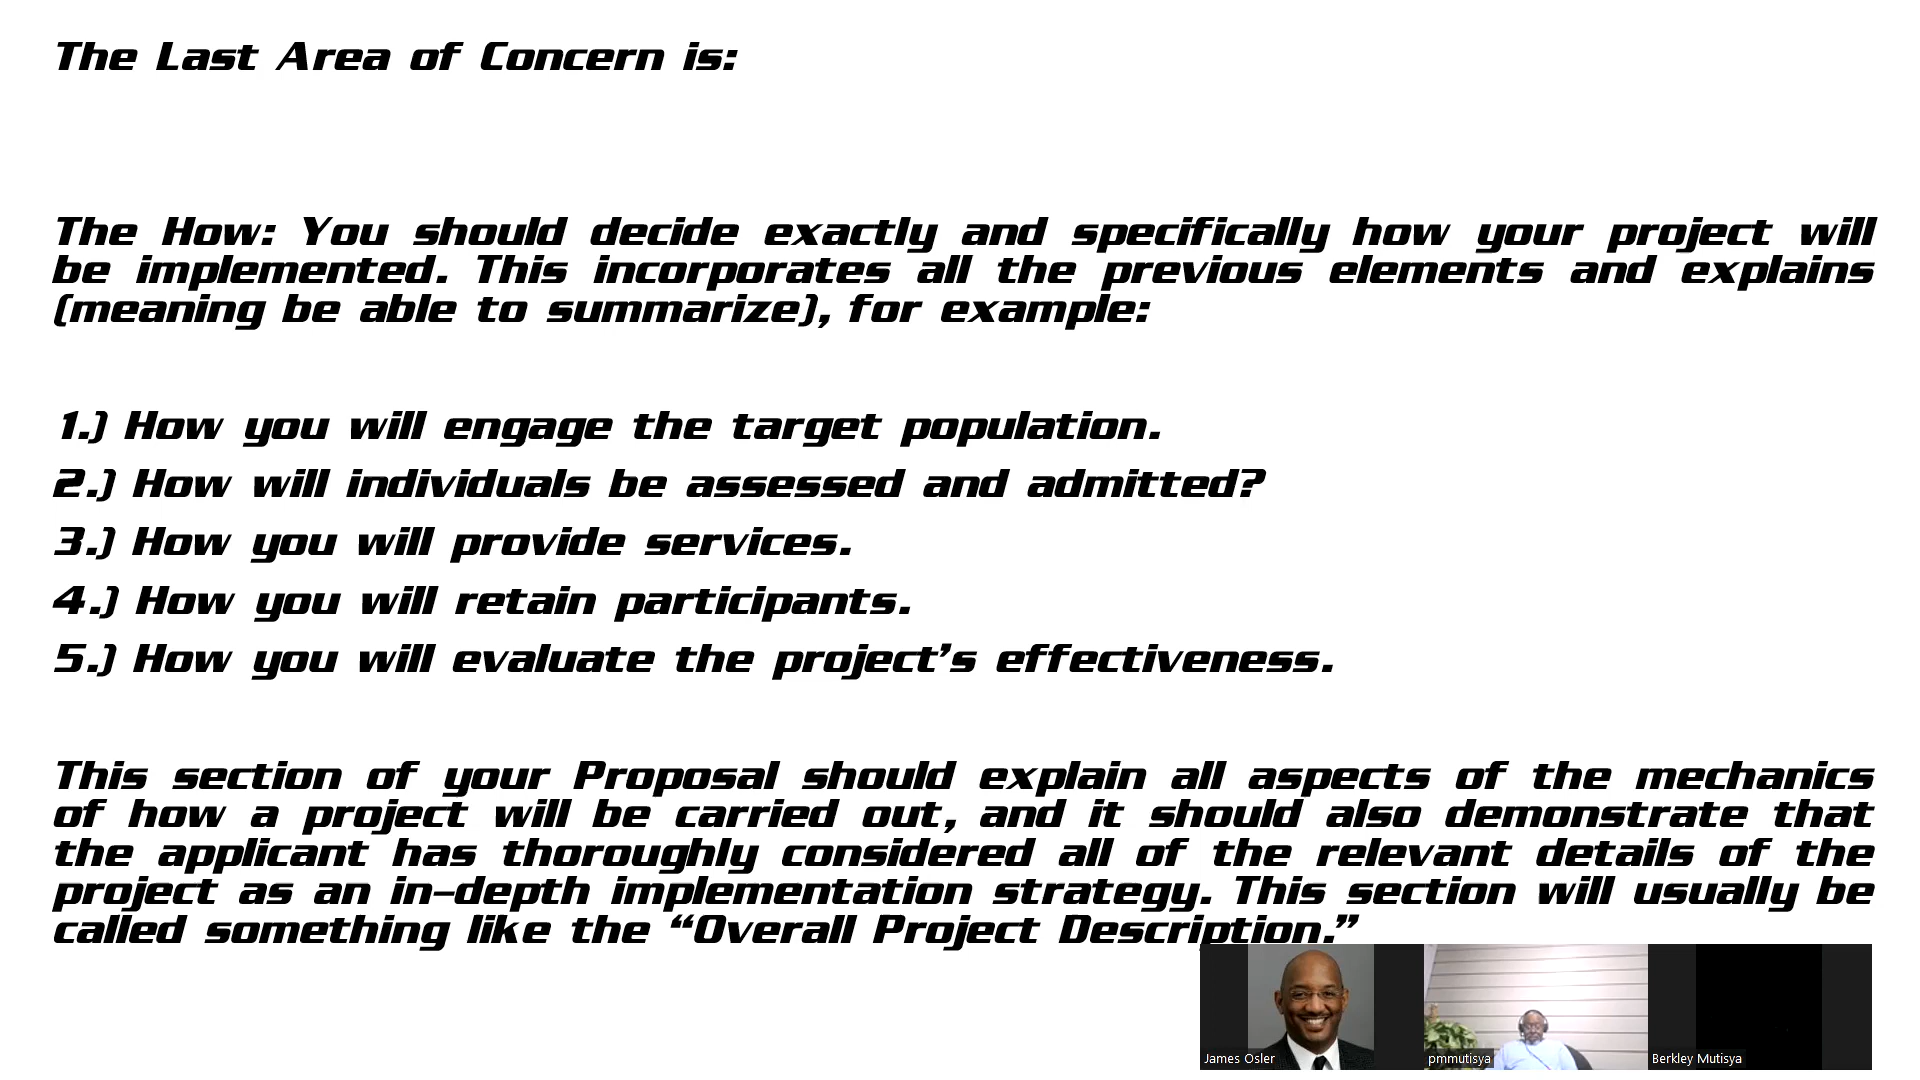 The Last Area of Concern is:
The How: You should decide exactly and specifically how your project will
be implemented. This incorporates all the previous elements and explains
(meaning be able to summarize), for example:
1.) How you will engage the target population.
2.) How will individuals be assessed and admitted?
3.) How you will provide services.
4.) How you will retain participants.
5.) How you will evaluate the project’s effectiveness.
This section of your Proposal should explain all aspects of the mechanics
of how a project will be carried out, and it should also demonstrate that
the applicant has thoroughly considered all of the relevant details of the
project as an in-depth implementation strategy. This section will usually be
called something like the “Overall Project Description.”
James Osler
pmmutisya
Berkley Mutisya